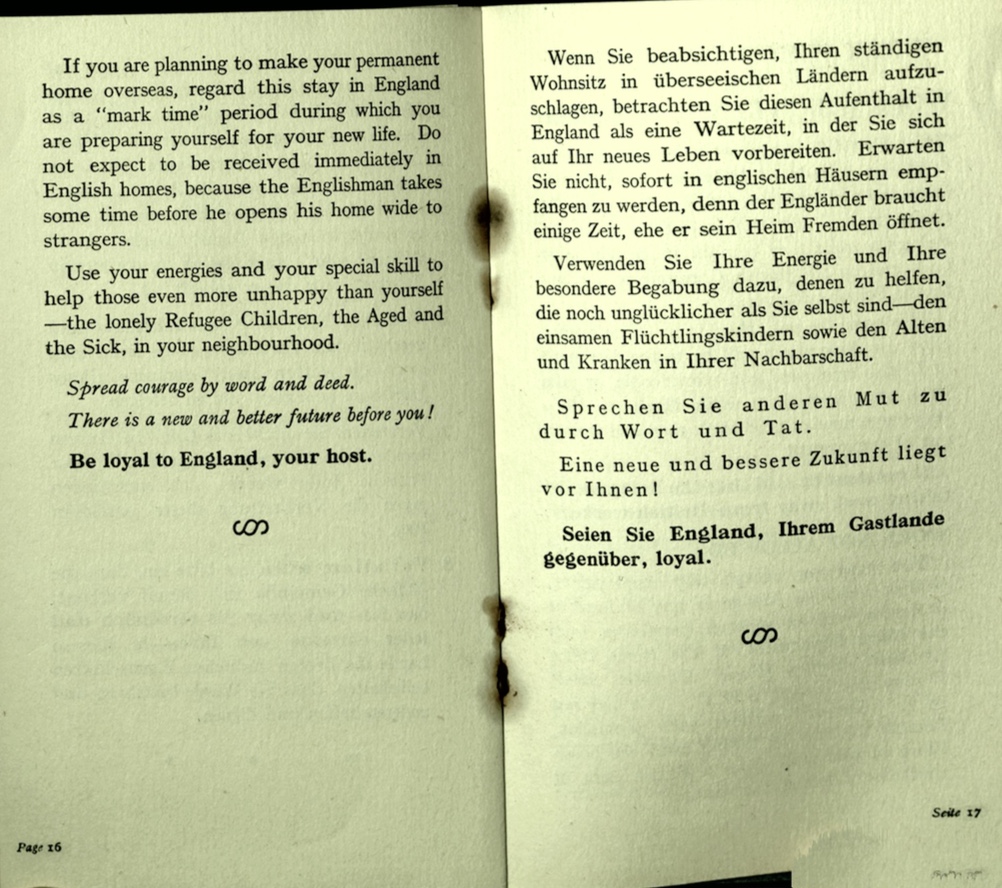 If you are planning to make your permanent
home overseas, regard this stay in England
as a “mark time” period during which you
are preparing yourself for your new life. Do
not expect to be received immediately in
English homes, because the Englishman takes
some time before he opens his home wide to
strangers.
Use your energies and your special skill to
help those even more unhappy than yourself
—the lonely Refugee Children, the Aged and
the Sick, in your neighbourhood.
Spread courage by word and deed.
There is a new and better future before you!
Be loyal to England, your host.
Page 16
Wenn Sie beabsichtigen, Ihren ständigen
Wohnsitz in überseeischen Ländern aufzu-
schlagen, betrachten Sie diesen Aufenthalt in
England als eine Wartezeit, in der Sie sich
auf Ihr neues Leben vorbereiten. Erwarten
Sie nicht, sofort in englischen Häusern emp-
fangen zu werden, denn der Engländer braucht
einige Zeit, ehe er sein Heim Fremden öffnet.
Verwenden Sie Ihre Energie und Ihre
besondere Begabung dazu, denen zu helfen,
die noch unglücklicher als Sie selbst sind—den
einsamen Flüchtlingskindern sowie den Alten
und Kranken in Ihrer Nachbarschaft.
Sprechen Sie anderen Mut zu
durch Wort und Tat.
Eine neue und bessere Zukunft liegt
vor Ihnen!
Seien Sie England, Ihrem Gastlande
gegenüber, loyal.
Seite 17